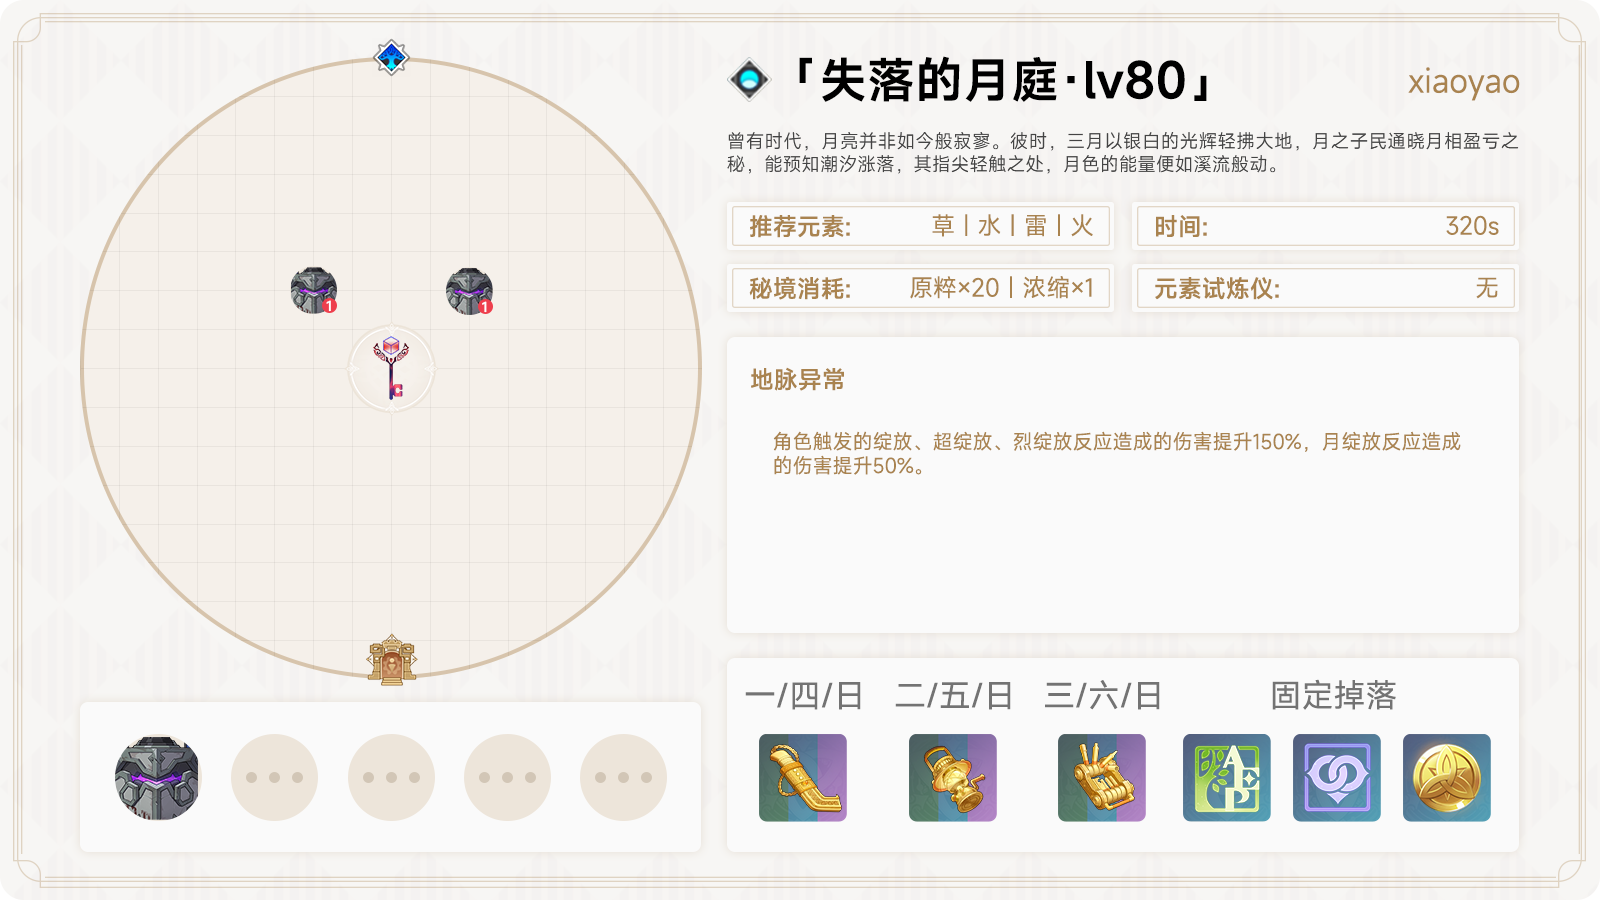 「失落的月庭·lv80」
xiaoyao
曾有时代，月亮并非如今般寂寥。彼时，三月以银白的光辉轻拂大地，月之子民通晓月相盈亏之
秘，能预知潮汐涨落，其指尖轻触之处，月色的能量便如溪流般动。
推荐元素: 草丨水丨雷丨火
时间: 320s
秘境消耗: 原粹×20丨浓缩×1
元素试炼仪: 无
1
1
地脉异常
角色触发的绽放、超绽放、烈绽放反应造成的伤害提升150%，月绽放反应造成
的伤害提升50%。
一/四/日 二/五/日 三/六/日 固定掉落
AEP